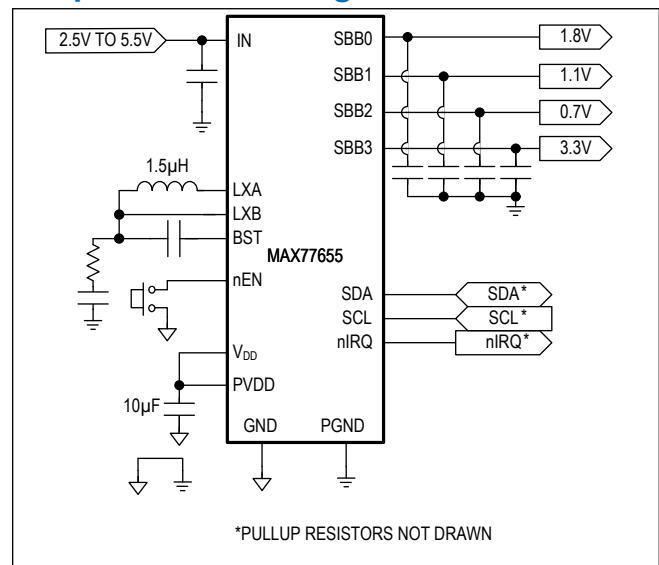 2.5V TO 5.5V
IN
SBB0
1.8V
SBB1
1.1V
SBB2
0.7V
SBB3
3.3V
1.5µH
LXA
LXB
BST
MAX77655
nEN
SDA
SDA*
SCL
SCL*
nIRQ
nIRQ*
VDD
PVDD
10µF
GND
PGND
*PULLUP RESISTORS NOT DRAWN